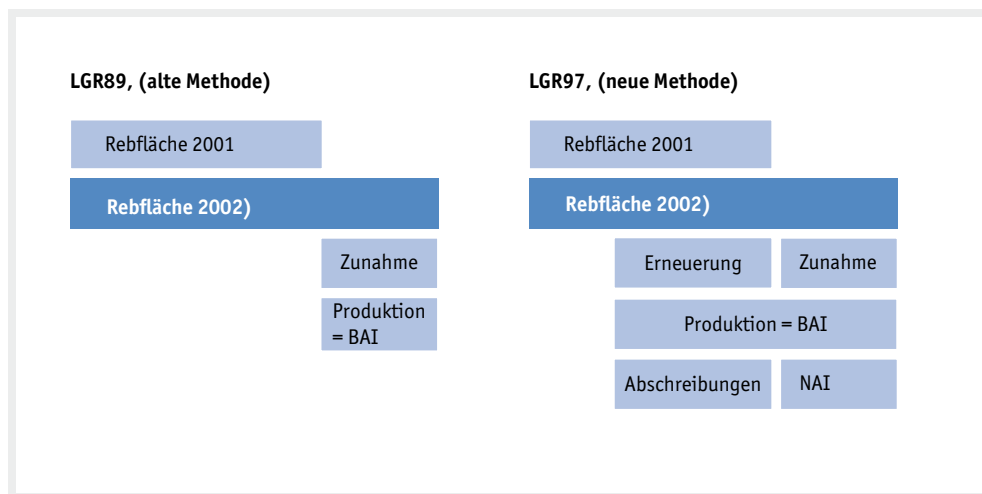 LGR89, (alte Methode)
Rebfläche 2001
Rebfläche 2002)
Zunahme
Produktion
= BAI
LGR97, (neue Methode)
Rebfläche 2001
Rebfläche 2002)
Erneuerung
Zunahme
Produktion = BAI
Abschreibungen
NAI